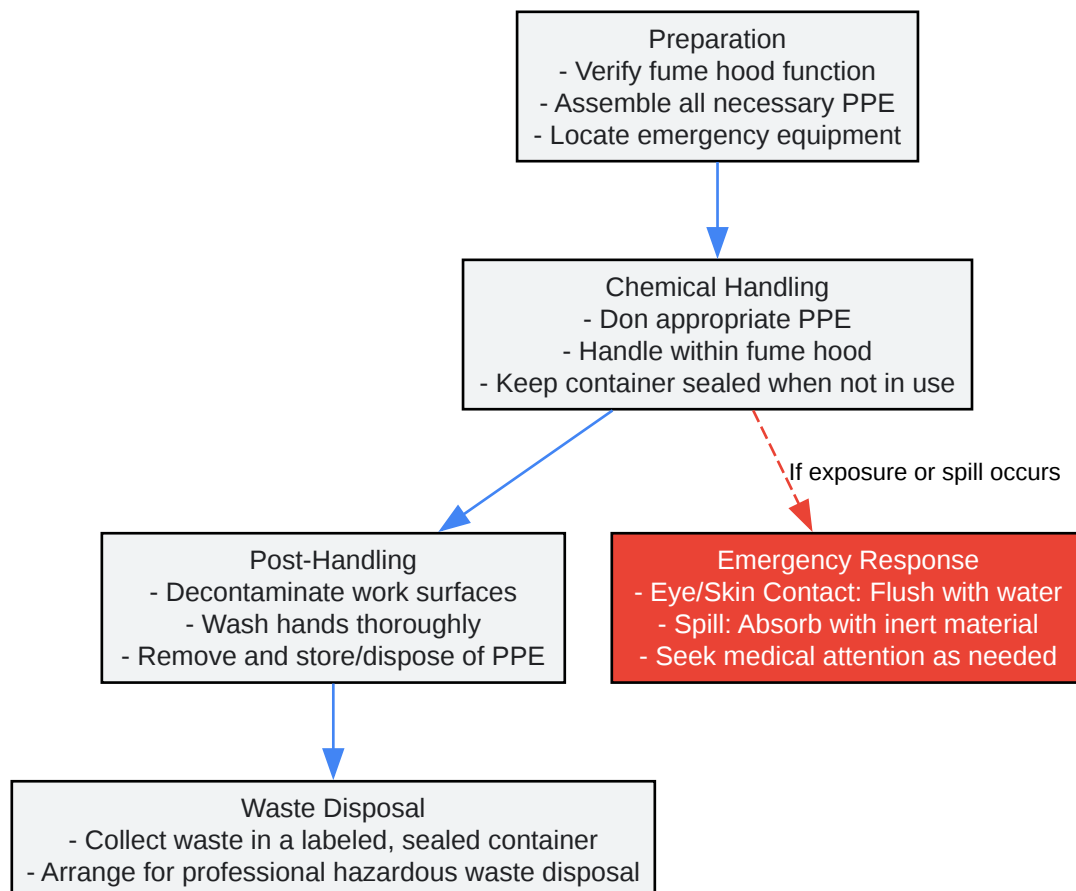 Preparation
- Verify fume hood function
- Assemble all necessary PPE
- Locate emergency equipment
Chemical Handling
- Don appropriate PPE
- Handle within fume hood
- Keep container sealed when not in use
If exposure or spill occurs
Post-Handling
- Decontaminate work surfaces
- Wash hands thoroughly
- Remove and store/dispose of PPE
Emergency Response
- Eye/Skin Contact: Flush with water
- Spill: Absorb with inert material
- Seek medical attention as needed
Waste Disposal
- Collect waste in a labeled, sealed container
- Arrange for professional hazardous waste disposal